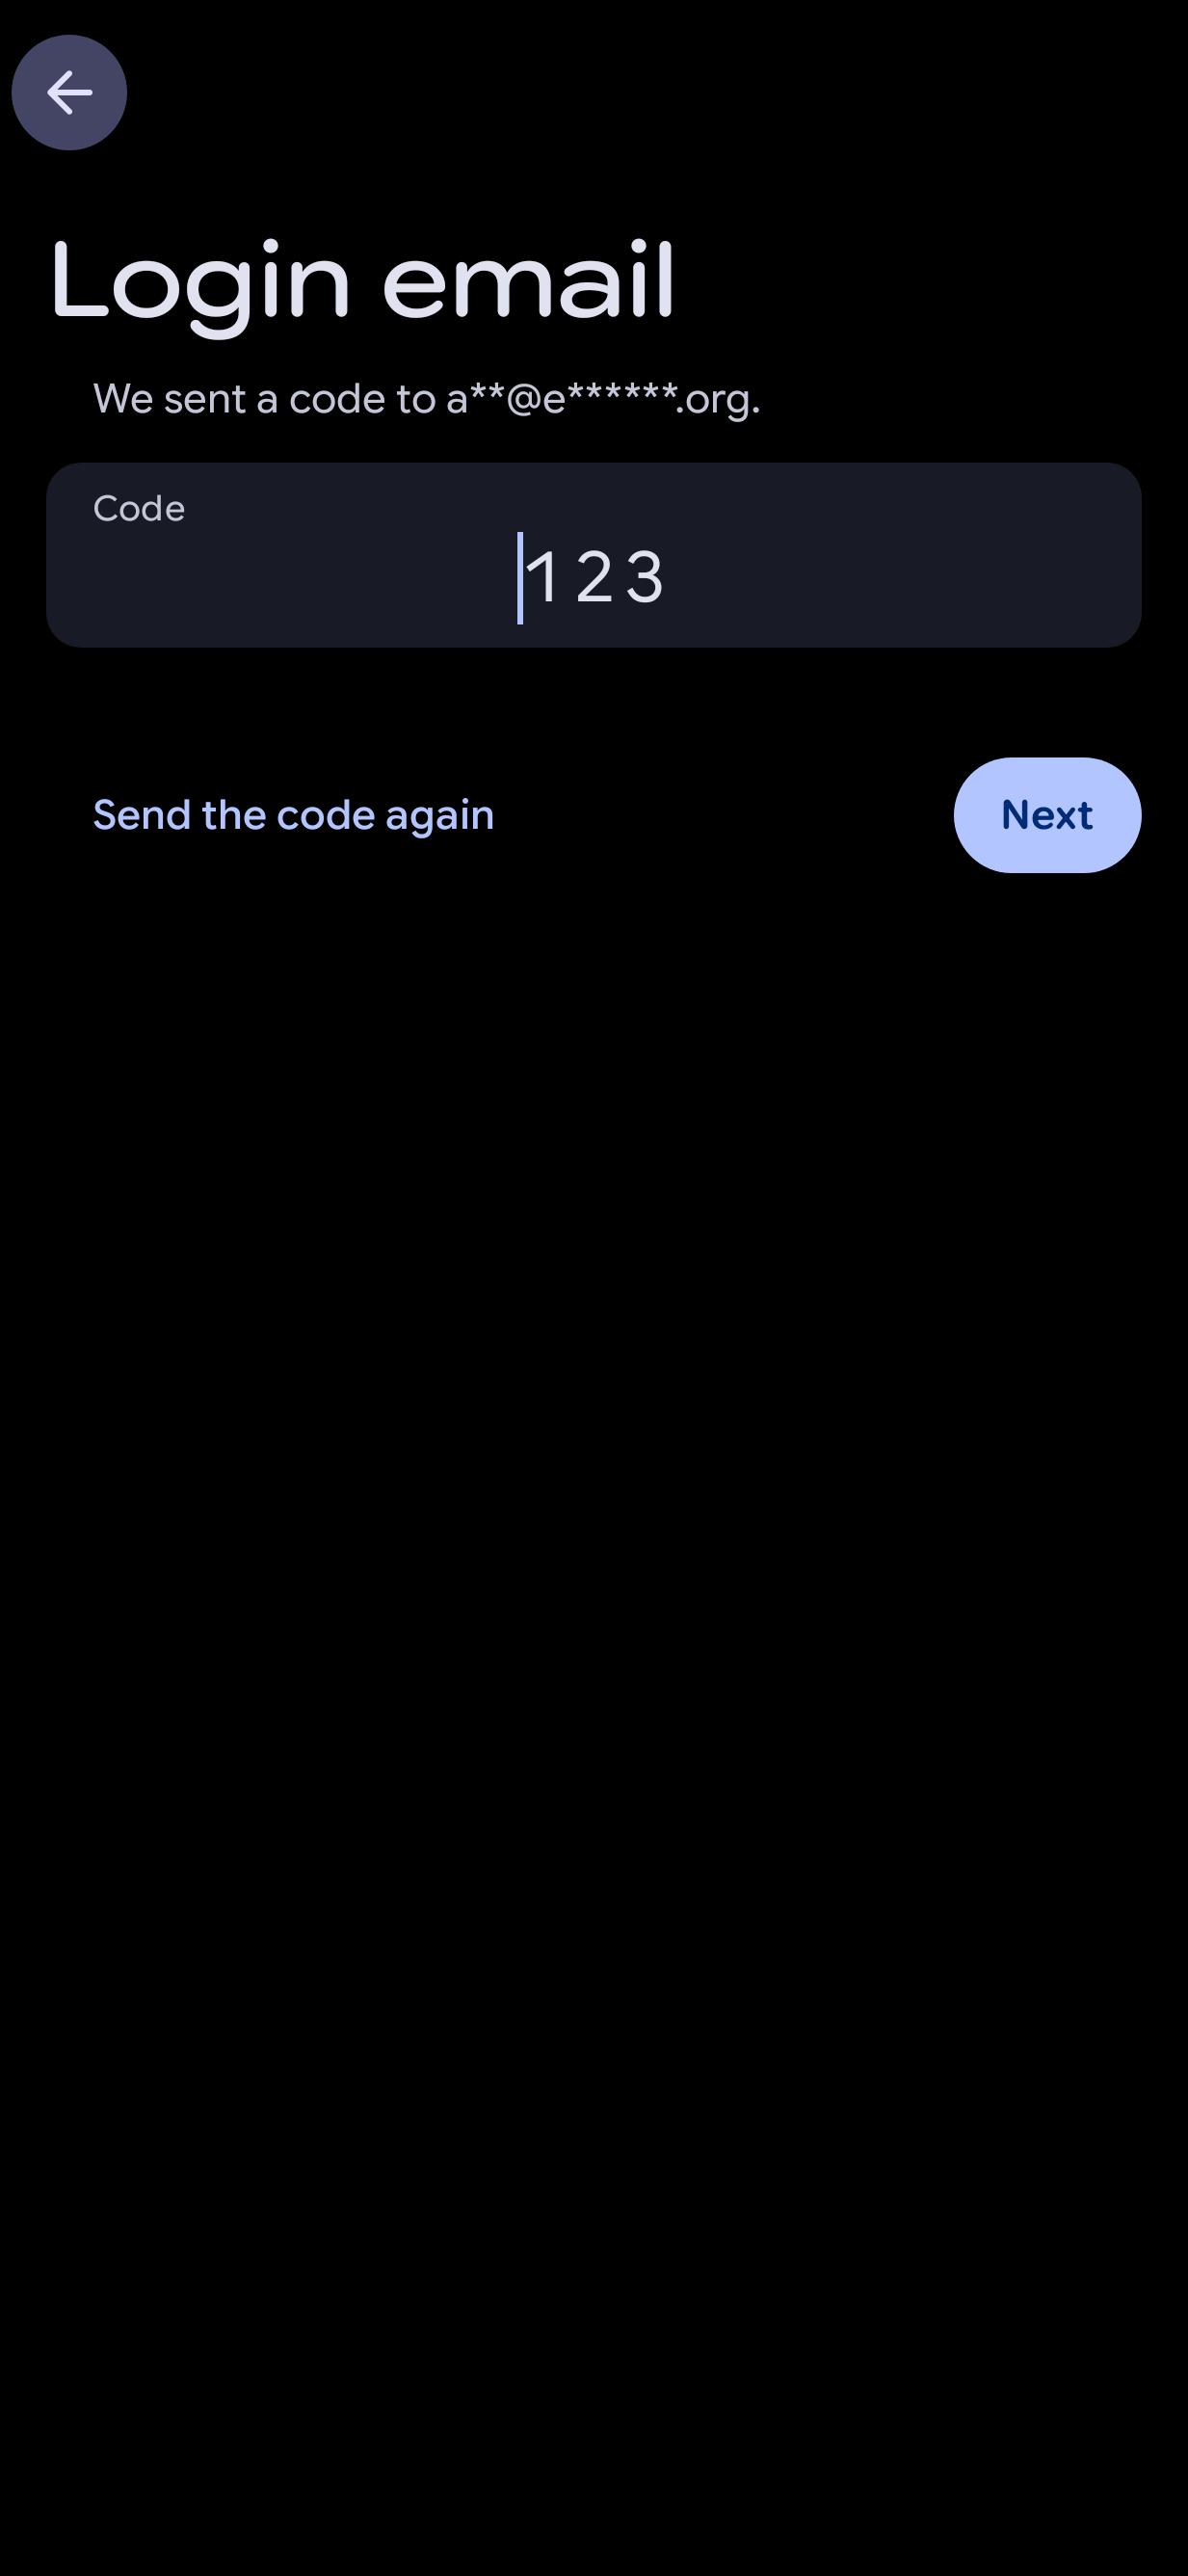 Login email
We sent a code to a**@e******.org.
Code
123
Send the code again
Next